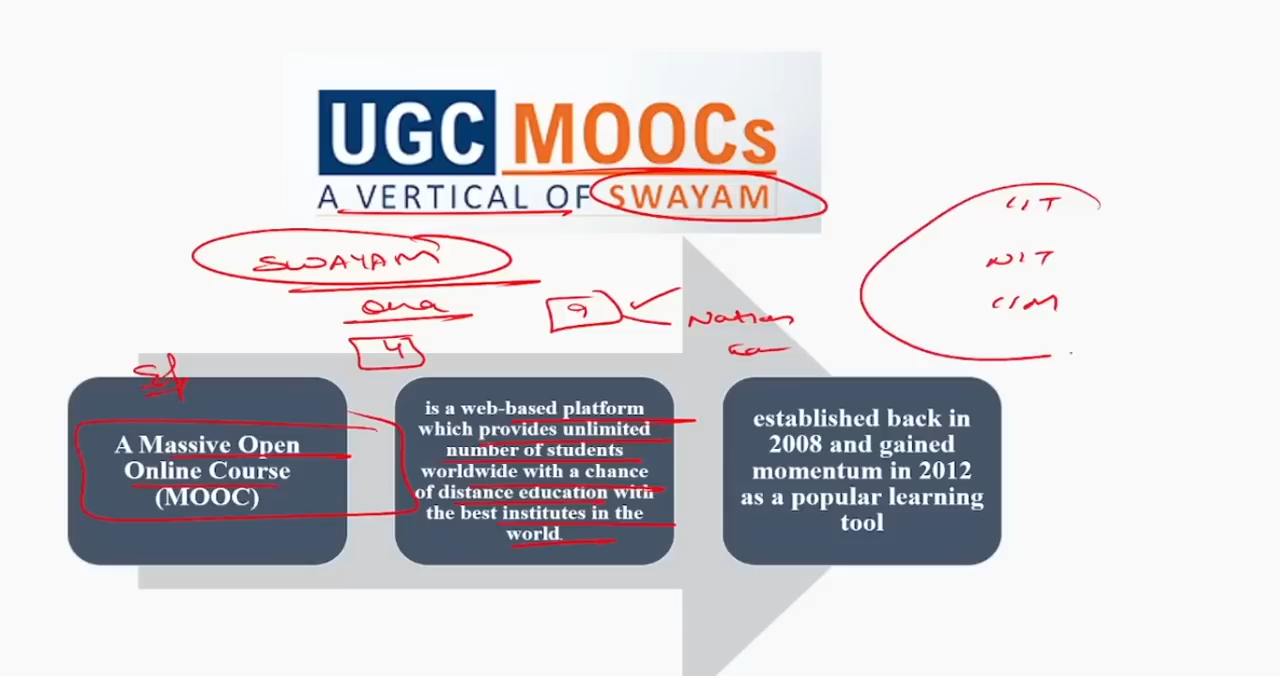 UGC MOOCs
A VERTICAL OF SWAYAM
SWAYAM
IIT
NIT
IIM
9
4
A Massive Open
Online Course
(MOOC)
is a web-based platform
which provides unlimited
number of students
worldwide with a chance
of distance education with
the best institutes in the
world.
established back in
2008 and gained
momentum in 2012
as a popular learning
tool